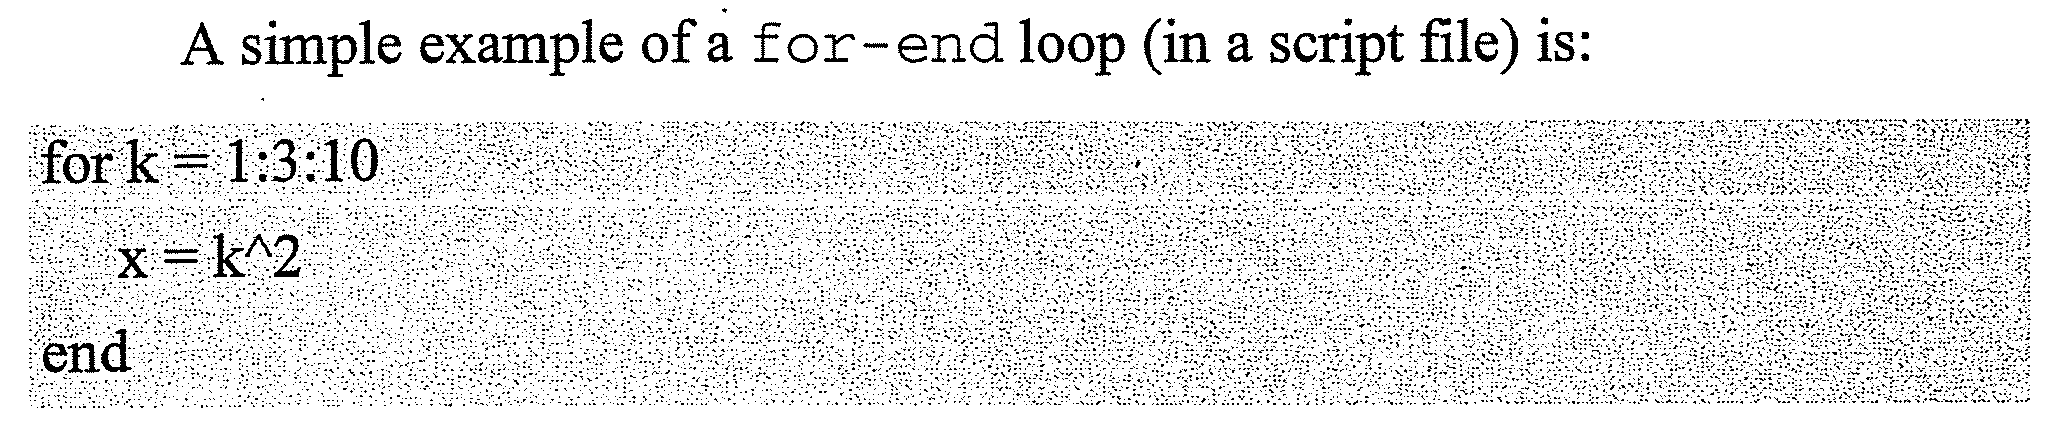 A simple example of a for-end loop (in a script file) is:
for k = 1:3:10
x = k^2
end